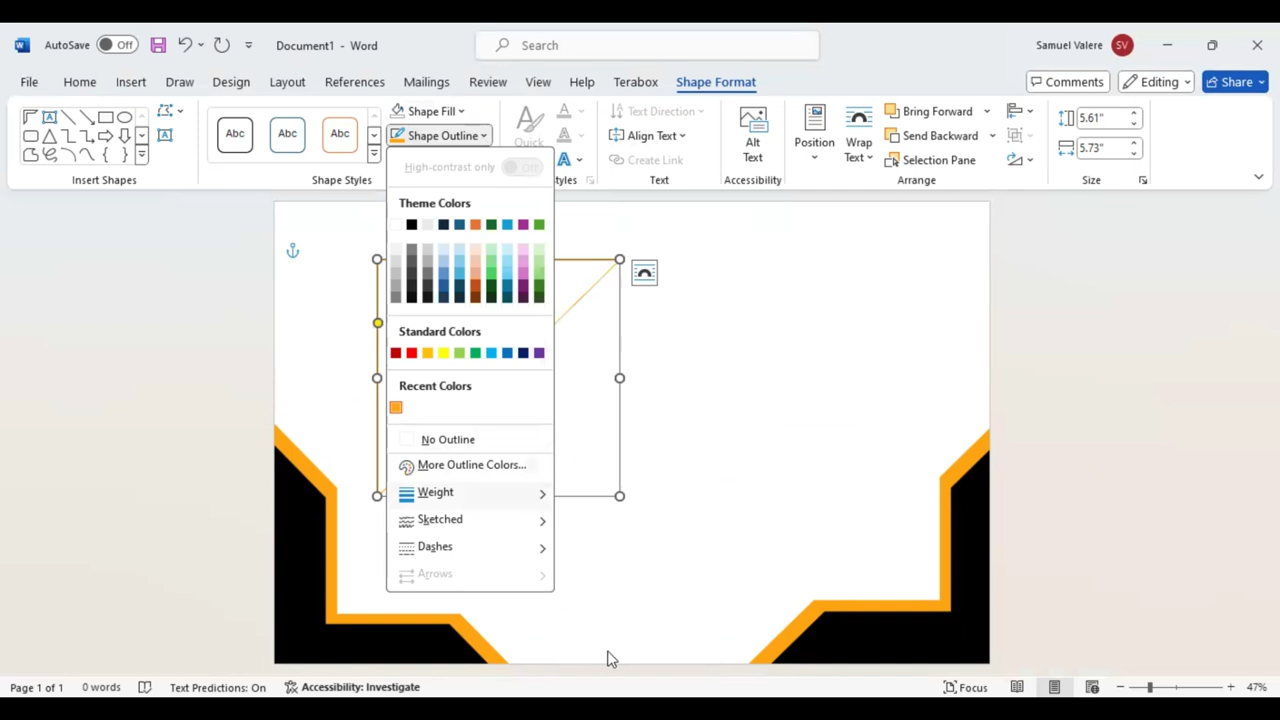 AutoSave Off Document1 - Word Search Samuel Valere SV
File Home Insert Draw Design Layout References Mailings Review View Help Terabox Shape Format Comments Editing Share
Abc Abc Abc
Shape Fill
Shape Outline
Quick
Text Direction
Align Text
Create Link
Alt
Text
Position
Wrap
Text
Bring Forward
Send Backward
Selection Pane
5.61"
5.73"
Insert Shapes Shape Styles Text Accessibility Arrange Size
High-contrast only Off
Theme Colors
Standard Colors
Recent Colors
No Outline
More Outline Colors...
Weight
Sketched
Dashes
Arrows
Page 1 of 1 0 words Text Predictions: On Accessibility: Investigate Focus 47%